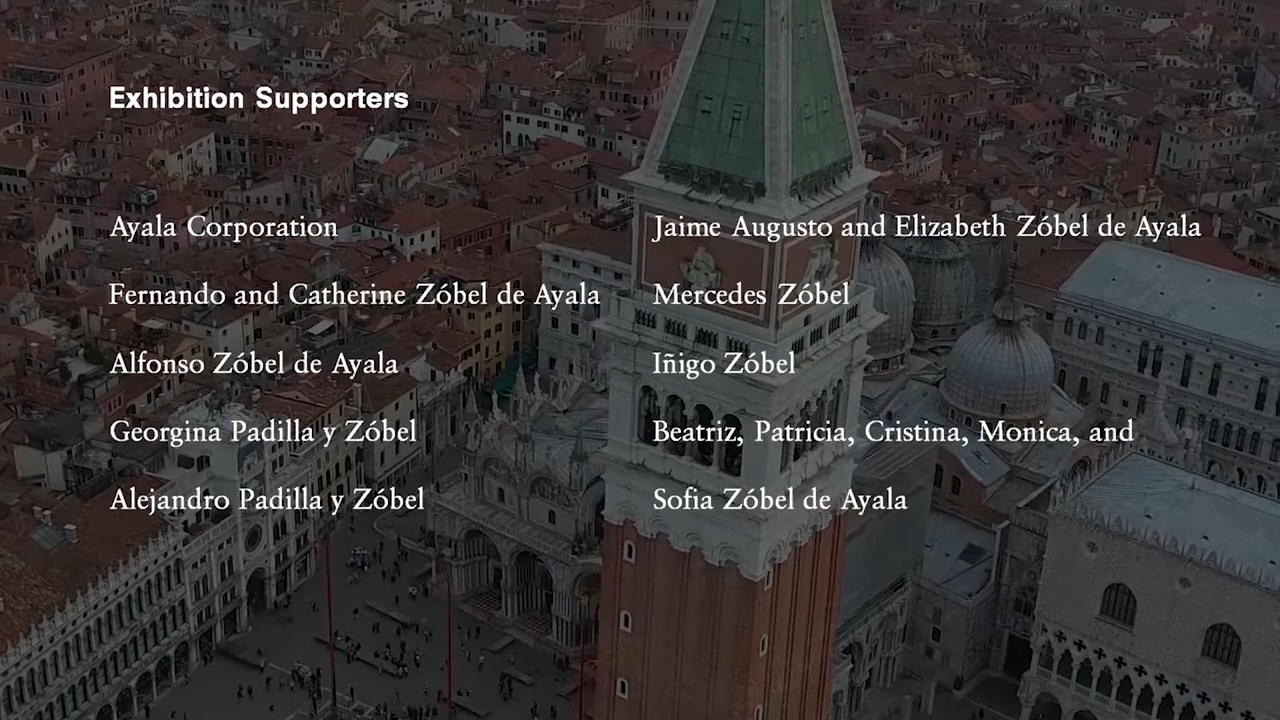 Exhibition Supporters
Ayala Corporation
Fernando and Catherine Zóbel de Ayala
Alfonso Zóbel de Ayala
Georgina Padilla y Zóbel
Alejandro Padilla y Zóbel
Jaime Augusto and Elizabeth Zóbel de Ayala
Mercedes Zóbel
Iñigo Zóbel
Beatriz, Patricia, Cristina, Monica, and
Sofia Zóbel de Ayala